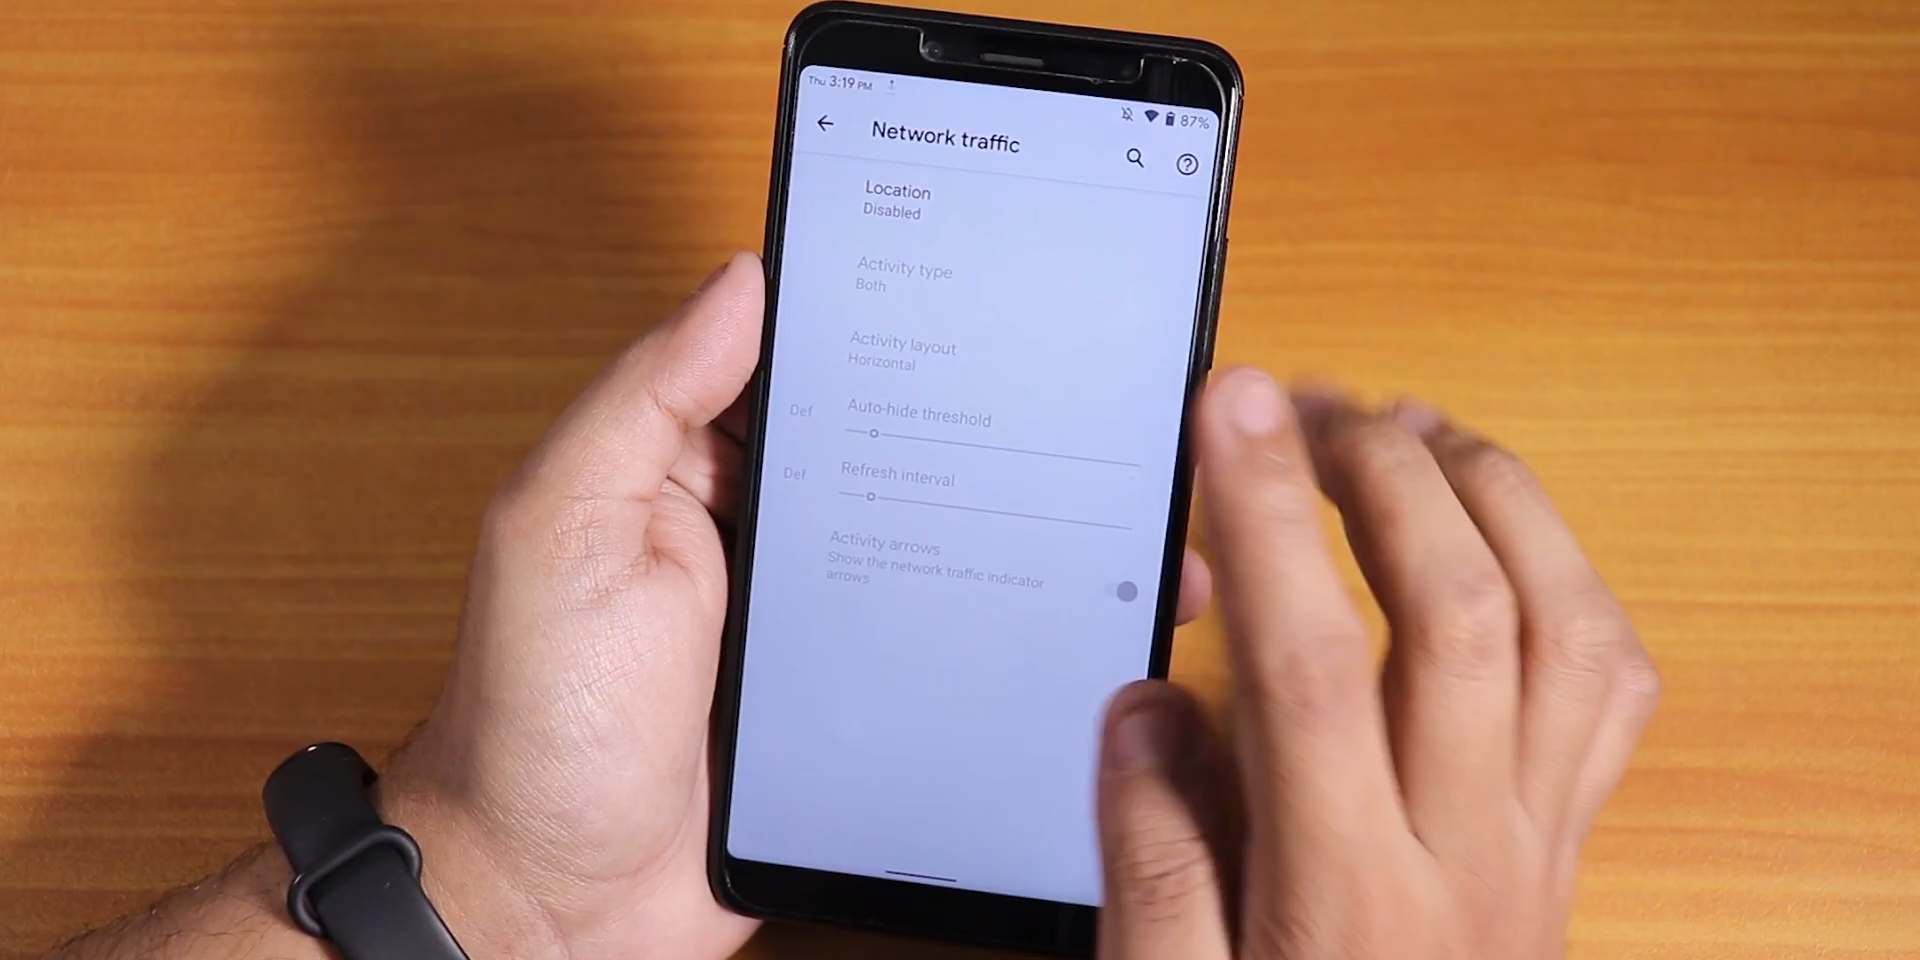 Thu 3:19 PM
87%
Network traffic
Location
Disabled
Activity type
Both
Activity layout
Horizontal
Def
Auto-hide threshold
Def
Refresh interval
Activity arrows
Show the network traffic indicator
arrows